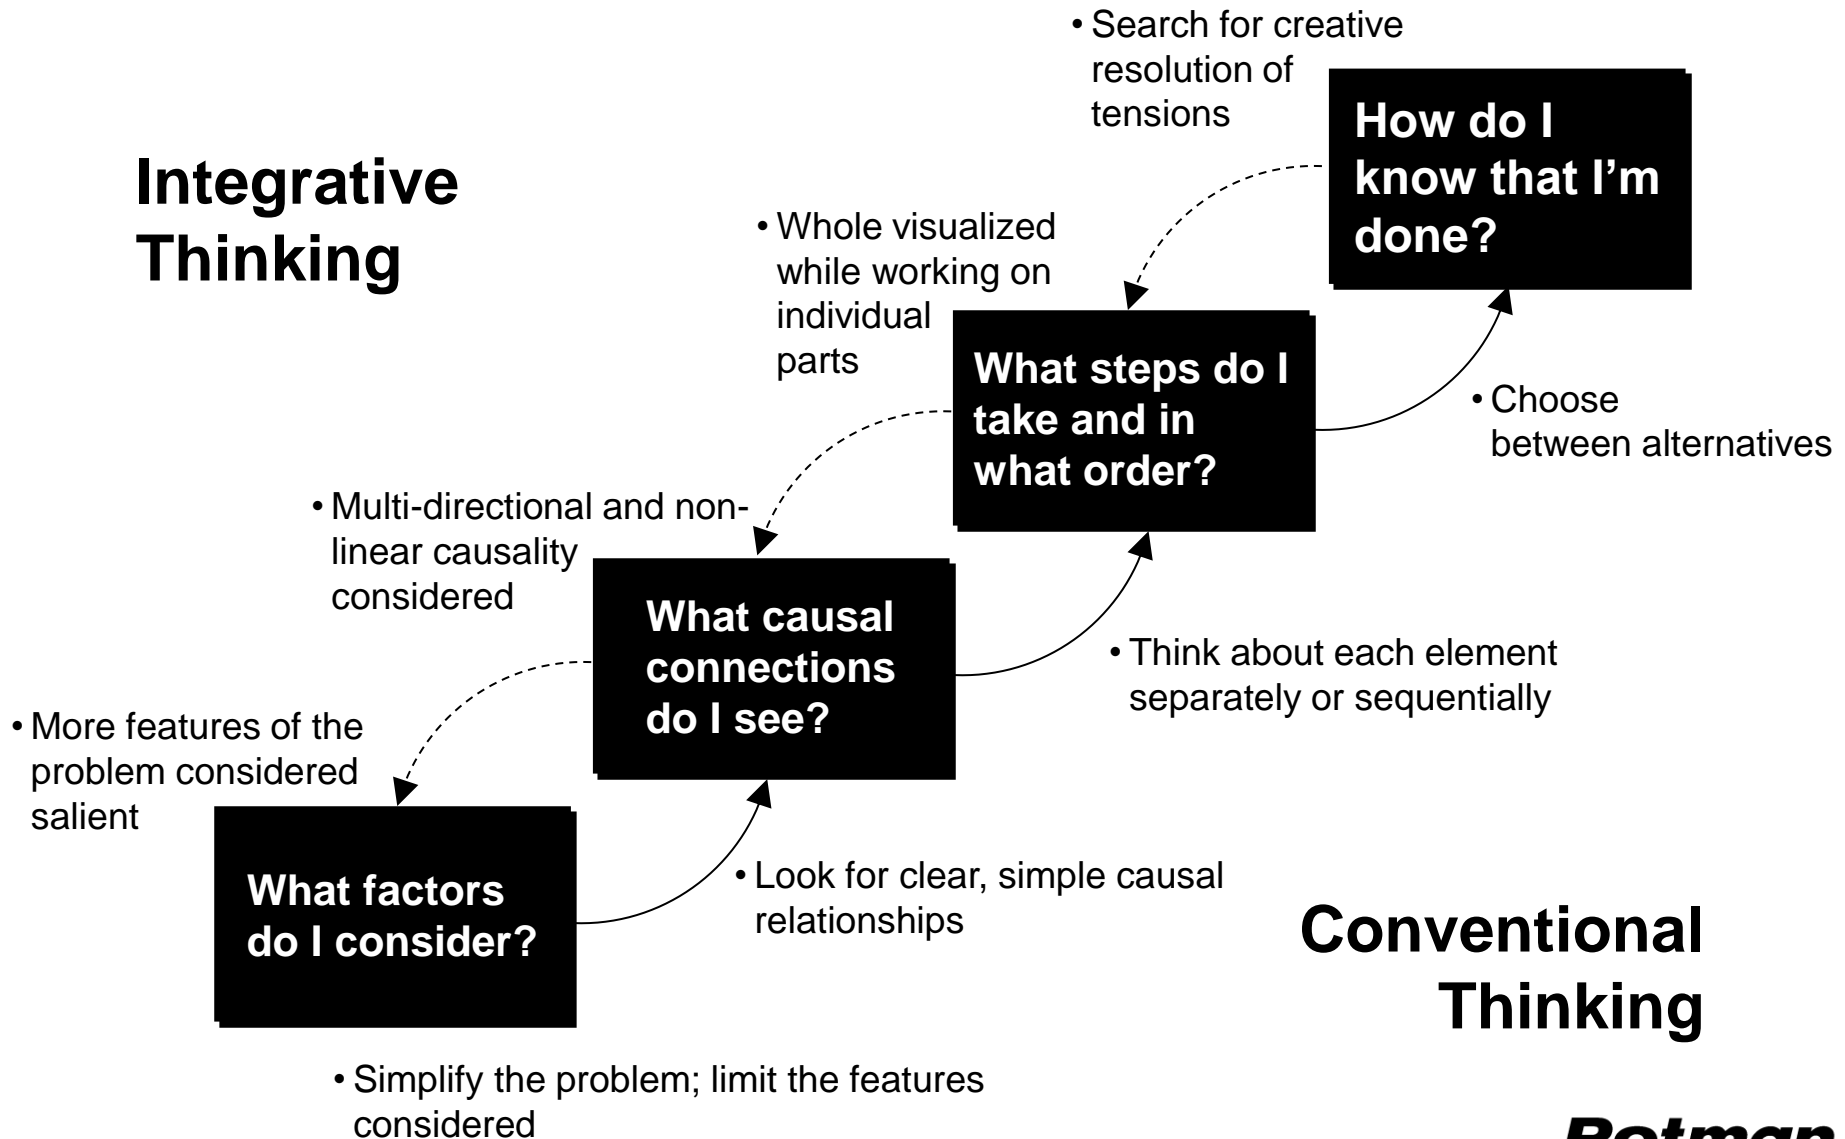 • Search for creative
resolution of
tensions
How do I
know that I’m
done?
Integrative
Thinking
• Whole visualized
while working on
individual
parts
What steps do I
take and in
what order?
• Choose
between alternatives
• Multi-directional and non-
linear causality
considered
What causal
connections
do I see?
• Think about each element
separately or sequentially
• More features of the
problem considered
salient
What factors
do I consider?
• Look for clear, simple causal
relationships
Conventional
Thinking
• Simplify the problem; limit the features
considered